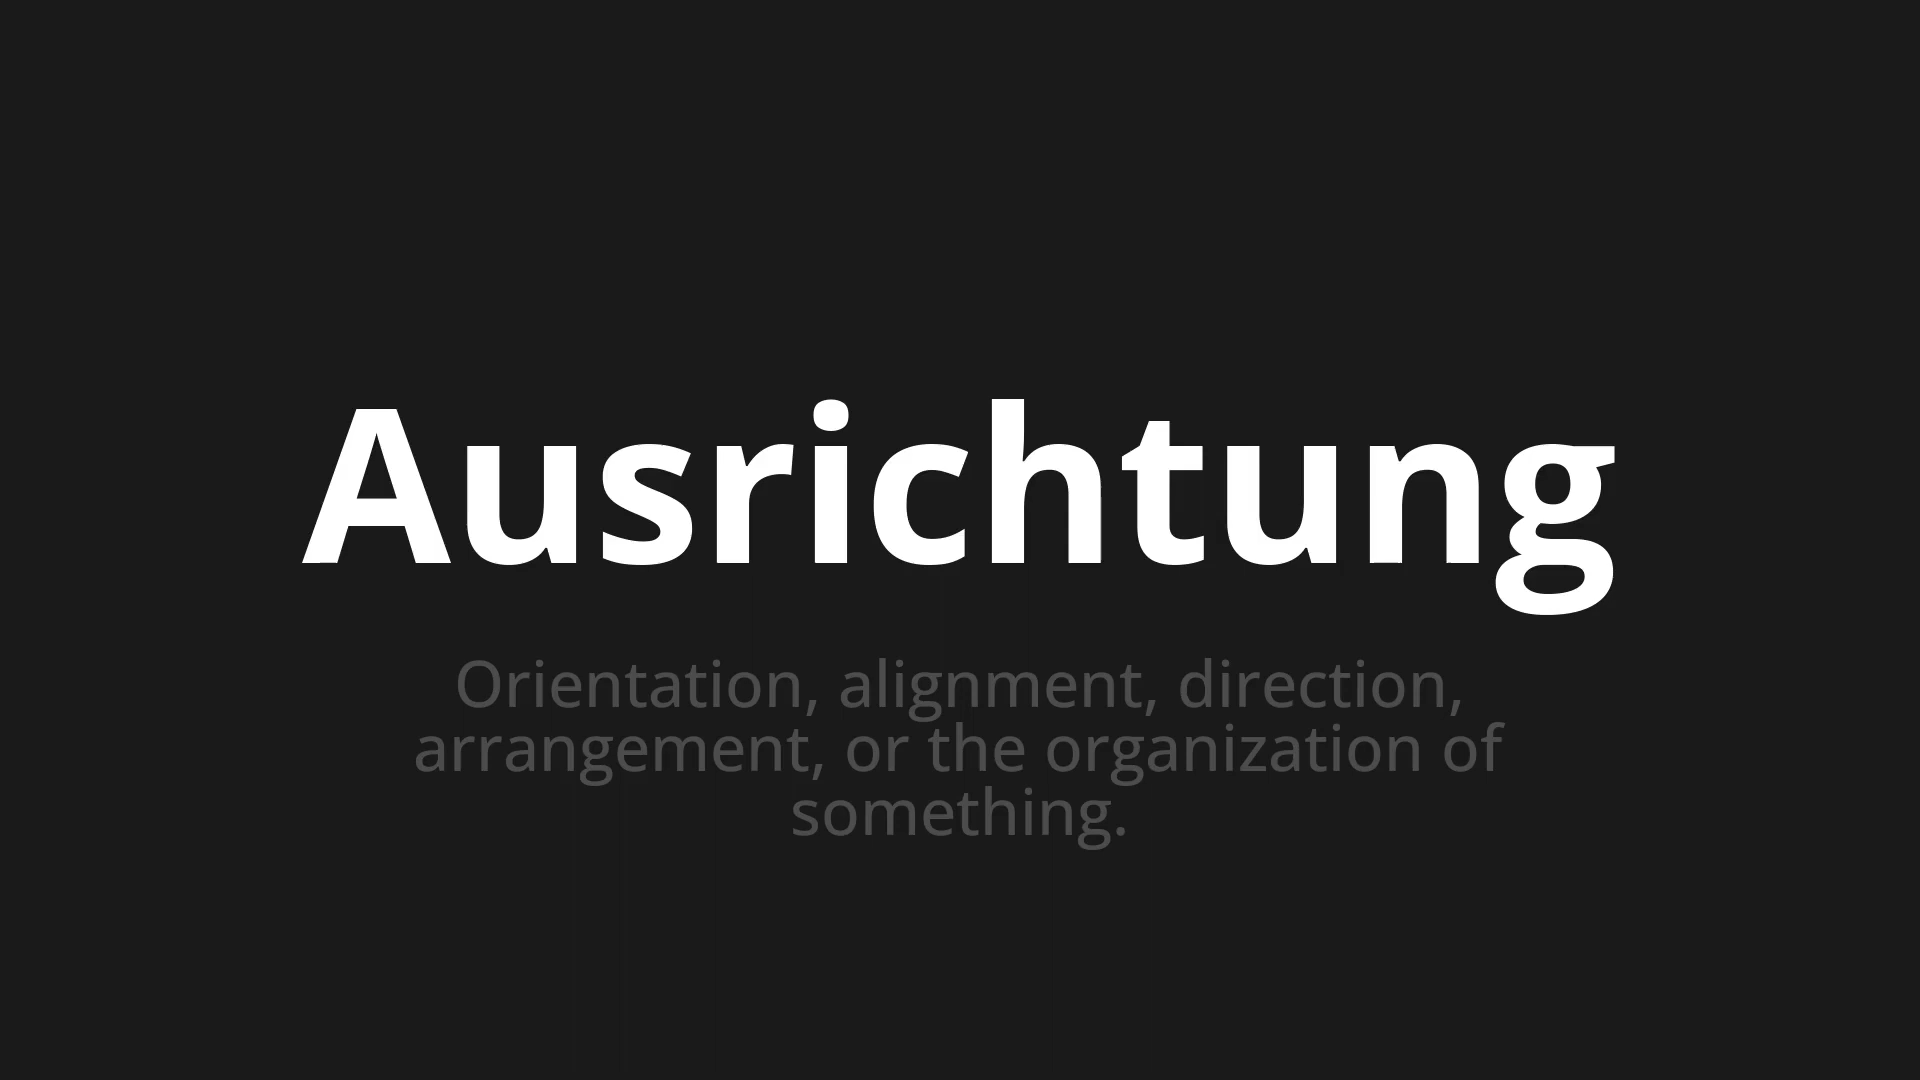 Ausrichtung
Orientation, alignment, direction,
arrangement, or the organization of
something.